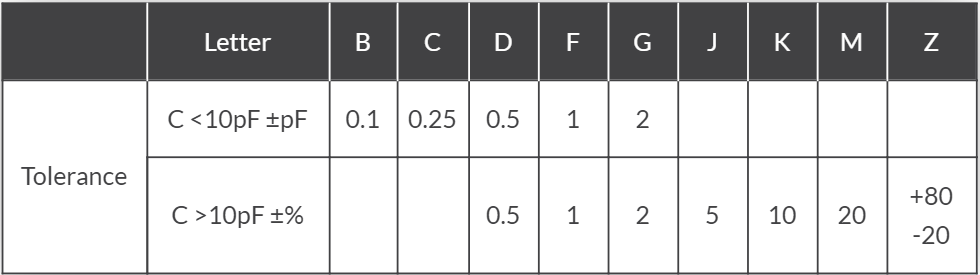 Letter B C D F G J K M Z
Tolerance
C <10pF ±pF 0.1 0.25 0.5 1 2
C >10pF ±% 0.5 1 2 5 10 20 +80
-20